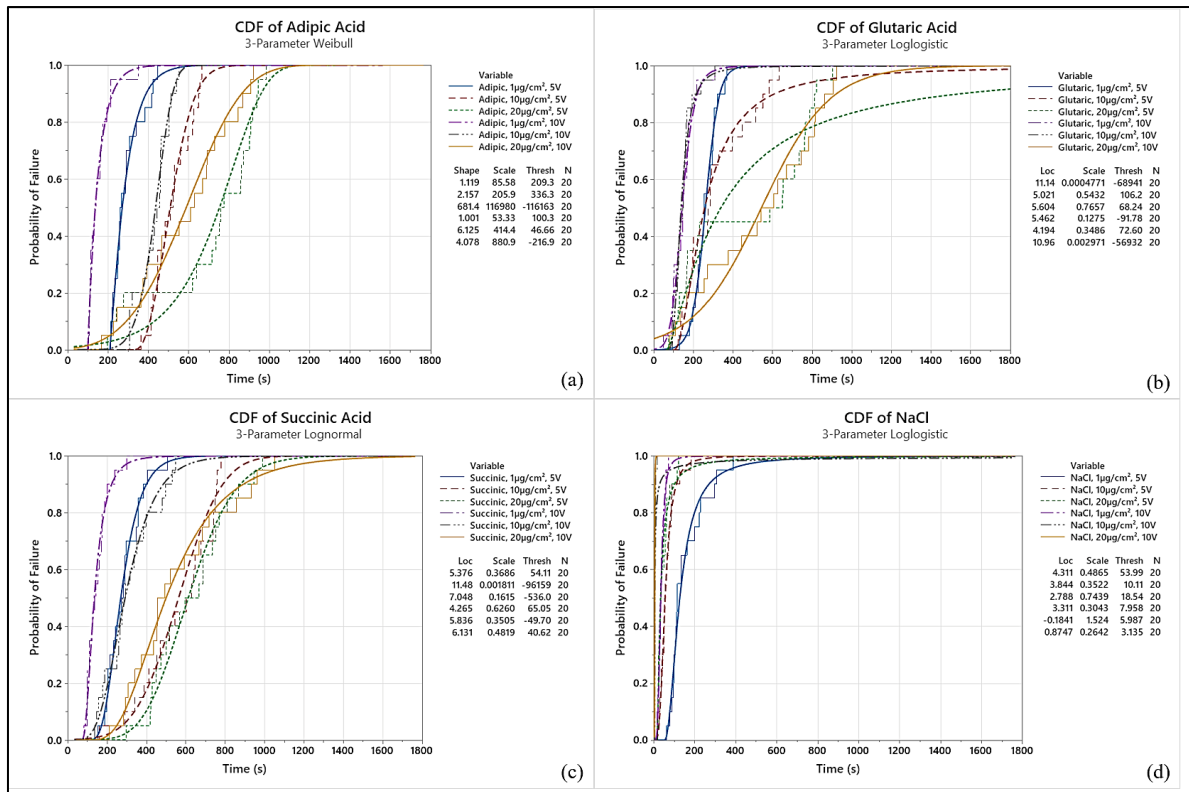 CDF of Adipic Acid
3-Parameter Weibull
Probability of Failure
1.0
0.8
0.6
0.4
0.2
0.0
0 200 400 600 800 1000 1200 1400 1600 1800
Time (s)
Variable
Adipic, 1µg/cm², 5V
Adipic, 10µg/cm², 5V
Adipic, 20µg/cm², 5V
Adipic, 1µg/cm², 10V
Adipic, 10µg/cm², 10V
Adipic, 20µg/cm², 10V
Shape Scale Thresh N
1.119 85.58 209.3 20
2.157 205.9 336.3 20
681.4 116980 -116163 20
1.001 53.33 100.3 20
6.125 414.4 46.66 20
4.078 880.9 -216.9 20
(a)
CDF of Glutaric Acid
3-Parameter Loglogistic
Probability of Failure
1.0
0.8
0.6
0.4
0.2
0.0
0 200 400 600 800 1000 1200 1400 1600 1800
Time (s)
Variable
Glutaric, 1µg/cm², 5V
Glutaric, 10µg/cm², 5V
Glutaric, 20µg/cm², 5V
Glutaric, 1µg/cm², 10V
Glutaric, 10µg/cm², 10V
Glutaric, 20µg/cm², 10V
Loc Scale Thresh N
11.14 0.0004771 -68941 20
5.021 0.5432 106.2 20
5.604 0.7657 68.24 20
5.462 0.1275 -91.78 20
4.194 0.3486 72.60 20
10.96 0.002971 -56932 20
(b)
CDF of Succinic Acid
3-Parameter Lognormal
Probability of Failure
1.0
0.8
0.6
0.4
0.2
0.0
0 200 400 600 800 1000 1200 1400 1600 1800
Time (s)
Variable
Succinic, 1µg/cm², 5V
Succinic, 10µg/cm², 5V
Succinic, 20µg/cm², 5V
Succinic, 1µg/cm², 10V
Succinic, 10µg/cm², 10V
Succinic, 20µg/cm², 10V
Loc Scale Thresh N
5.376 0.3686 54.11 20
11.48 0.001811 -96159 20
7.048 0.1615 -536.0 20
4.265 0.6260 65.05 20
5.836 0.3505 -49.70 20
6.131 0.4819 40.62 20
(c)
CDF of NaCl
3-Parameter Loglogistic
Probability of Failure
1.0
0.8
0.6
0.4
0.2
0.0
0 200 400 600 800 1000 1200 1400 1600 1800
Time (s)
Variable
NaCl, 1µg/cm², 5V
NaCl, 10µg/cm², 5V
NaCl, 20µg/cm², 5V
NaCl, 1µg/cm², 10V
NaCl, 10µg/cm², 10V
NaCl, 20µg/cm², 10V
Loc Scale Thresh N
4.311 0.4865 53.99 20
3.844 0.3522 10.11 20
2.788 0.7439 18.54 20
3.311 0.3043 7.958 20
-0.1841 1.524 5.987 20
0.8747 0.2642 3.135 20
(d)